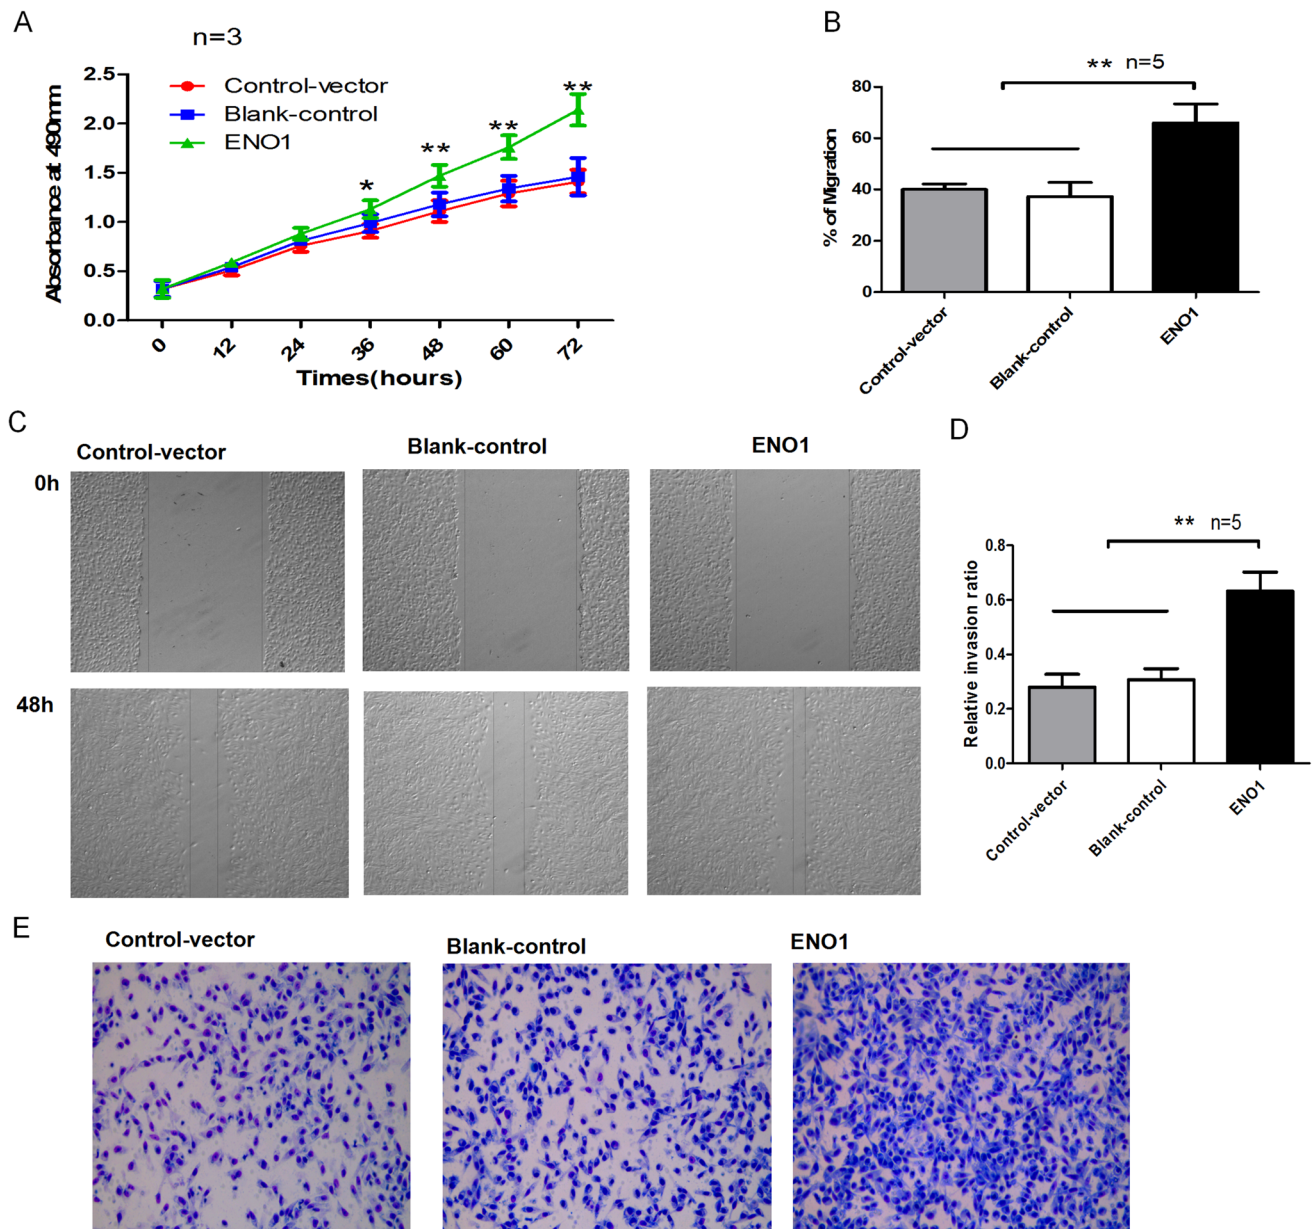 A
n=3
Control-vector
Blank-control
ENO1
Absorbance at 490mm
2.5
2.0
1.5
1.0
0.5
0.0
*
**
**
**
0
12
24
36
48
60
72
Times(hours)
B
** n=5
% of Migration
80
60
40
20
0
Control-vector
Blank-control
ENO1
C
Control-vector
Blank-control
ENO1
0h
48h
D
** n=5
Relative invasion ratio
0.8
0.6
0.4
0.2
0.0
Control-vector
Blank-control
ENO1
E
Control-vector
Blank-control
ENO1